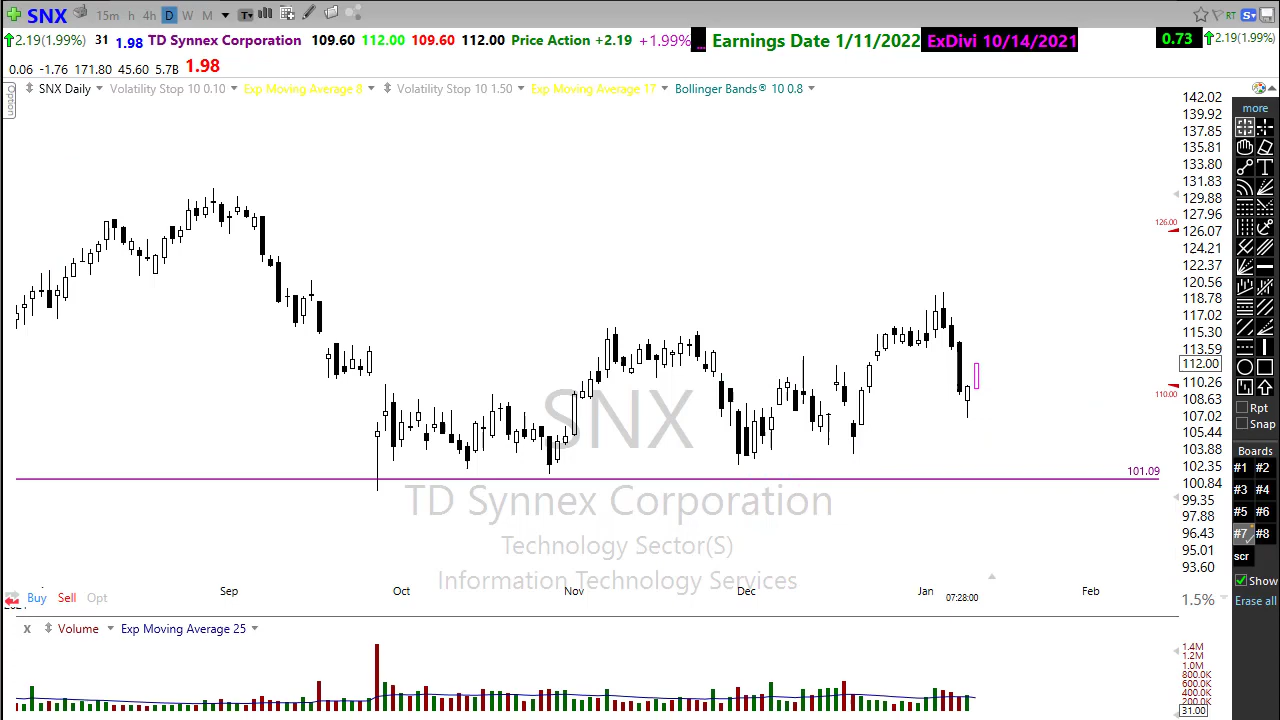 SNX 15m h 4h D W M T RT S
2.19(1.99%) 31 1.98 TD Synnex Corporation 109.60 112.00 109.60 112.00 Price Action +2.19 +1.99% ... Earnings Date 1/11/2022 ExDivi 10/14/2021 0.73 2.19(1.99%)
0.06 -1.76 171.80 45.60 5.7B 1.98
Option SNX Daily Volatility Stop 10 0.10 Exp Moving Average 8 Volatility Stop 10 1.50 Exp Moving Average 17 Bollinger Bands® 10 0.8
142.02
139.92
137.85
135.81
133.80
131.83
129.88
127.96
126.00
126.07
124.21
122.37
120.56
118.78
117.02
115.30
113.59
112.00
110.26
110.00
108.63
107.02
105.44
103.88
102.35
101.09
100.84
99.35
97.88
96.43
95.01
93.60
SNX
TD Synnex Corporation
Technology Sector(S)
Information Technology Services
Sep Oct Nov Dec Jan Feb
07:28:00
Buy Sell Opt
1.5%
X Volume Exp Moving Average 25
1.4M
1.2M
1.0M
800.0K
600.0K
400.0K
200.0K
31.00
more
T
Rpt
Snap
Boards
#1 #2
#3 #4
#5 #6
#7 #8
scr
Show
Erase all